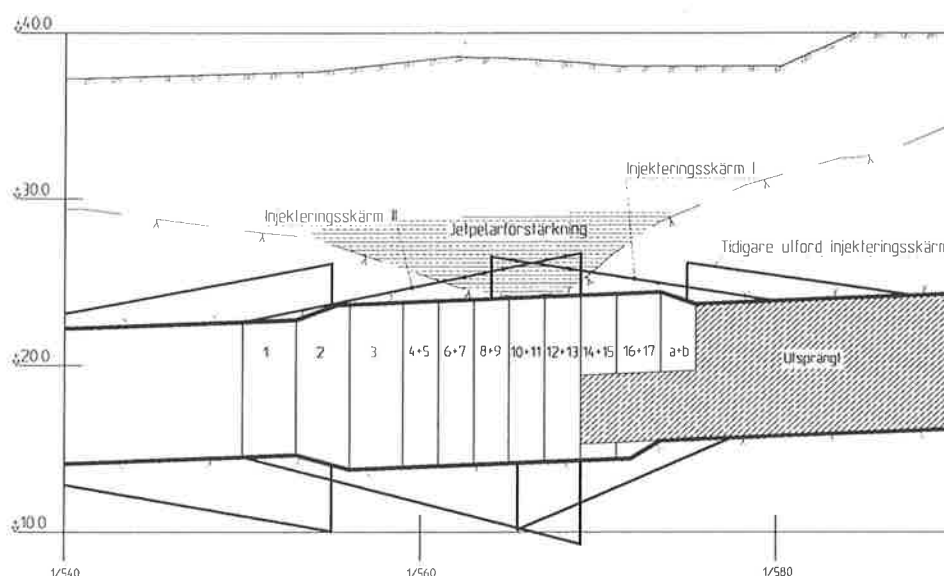 +40.0
+30.0
Injekteringsskärm I
Injekteringsskärm II
Jetpelarförstärkning
Tidigare utförd injekteringsskärm
+20.0
1
2
3
4+5
6+7
8+9
10+11
12+13
14+15
16+17
a+b
Utsprängt
+10.0
1/540
1/560
1/580